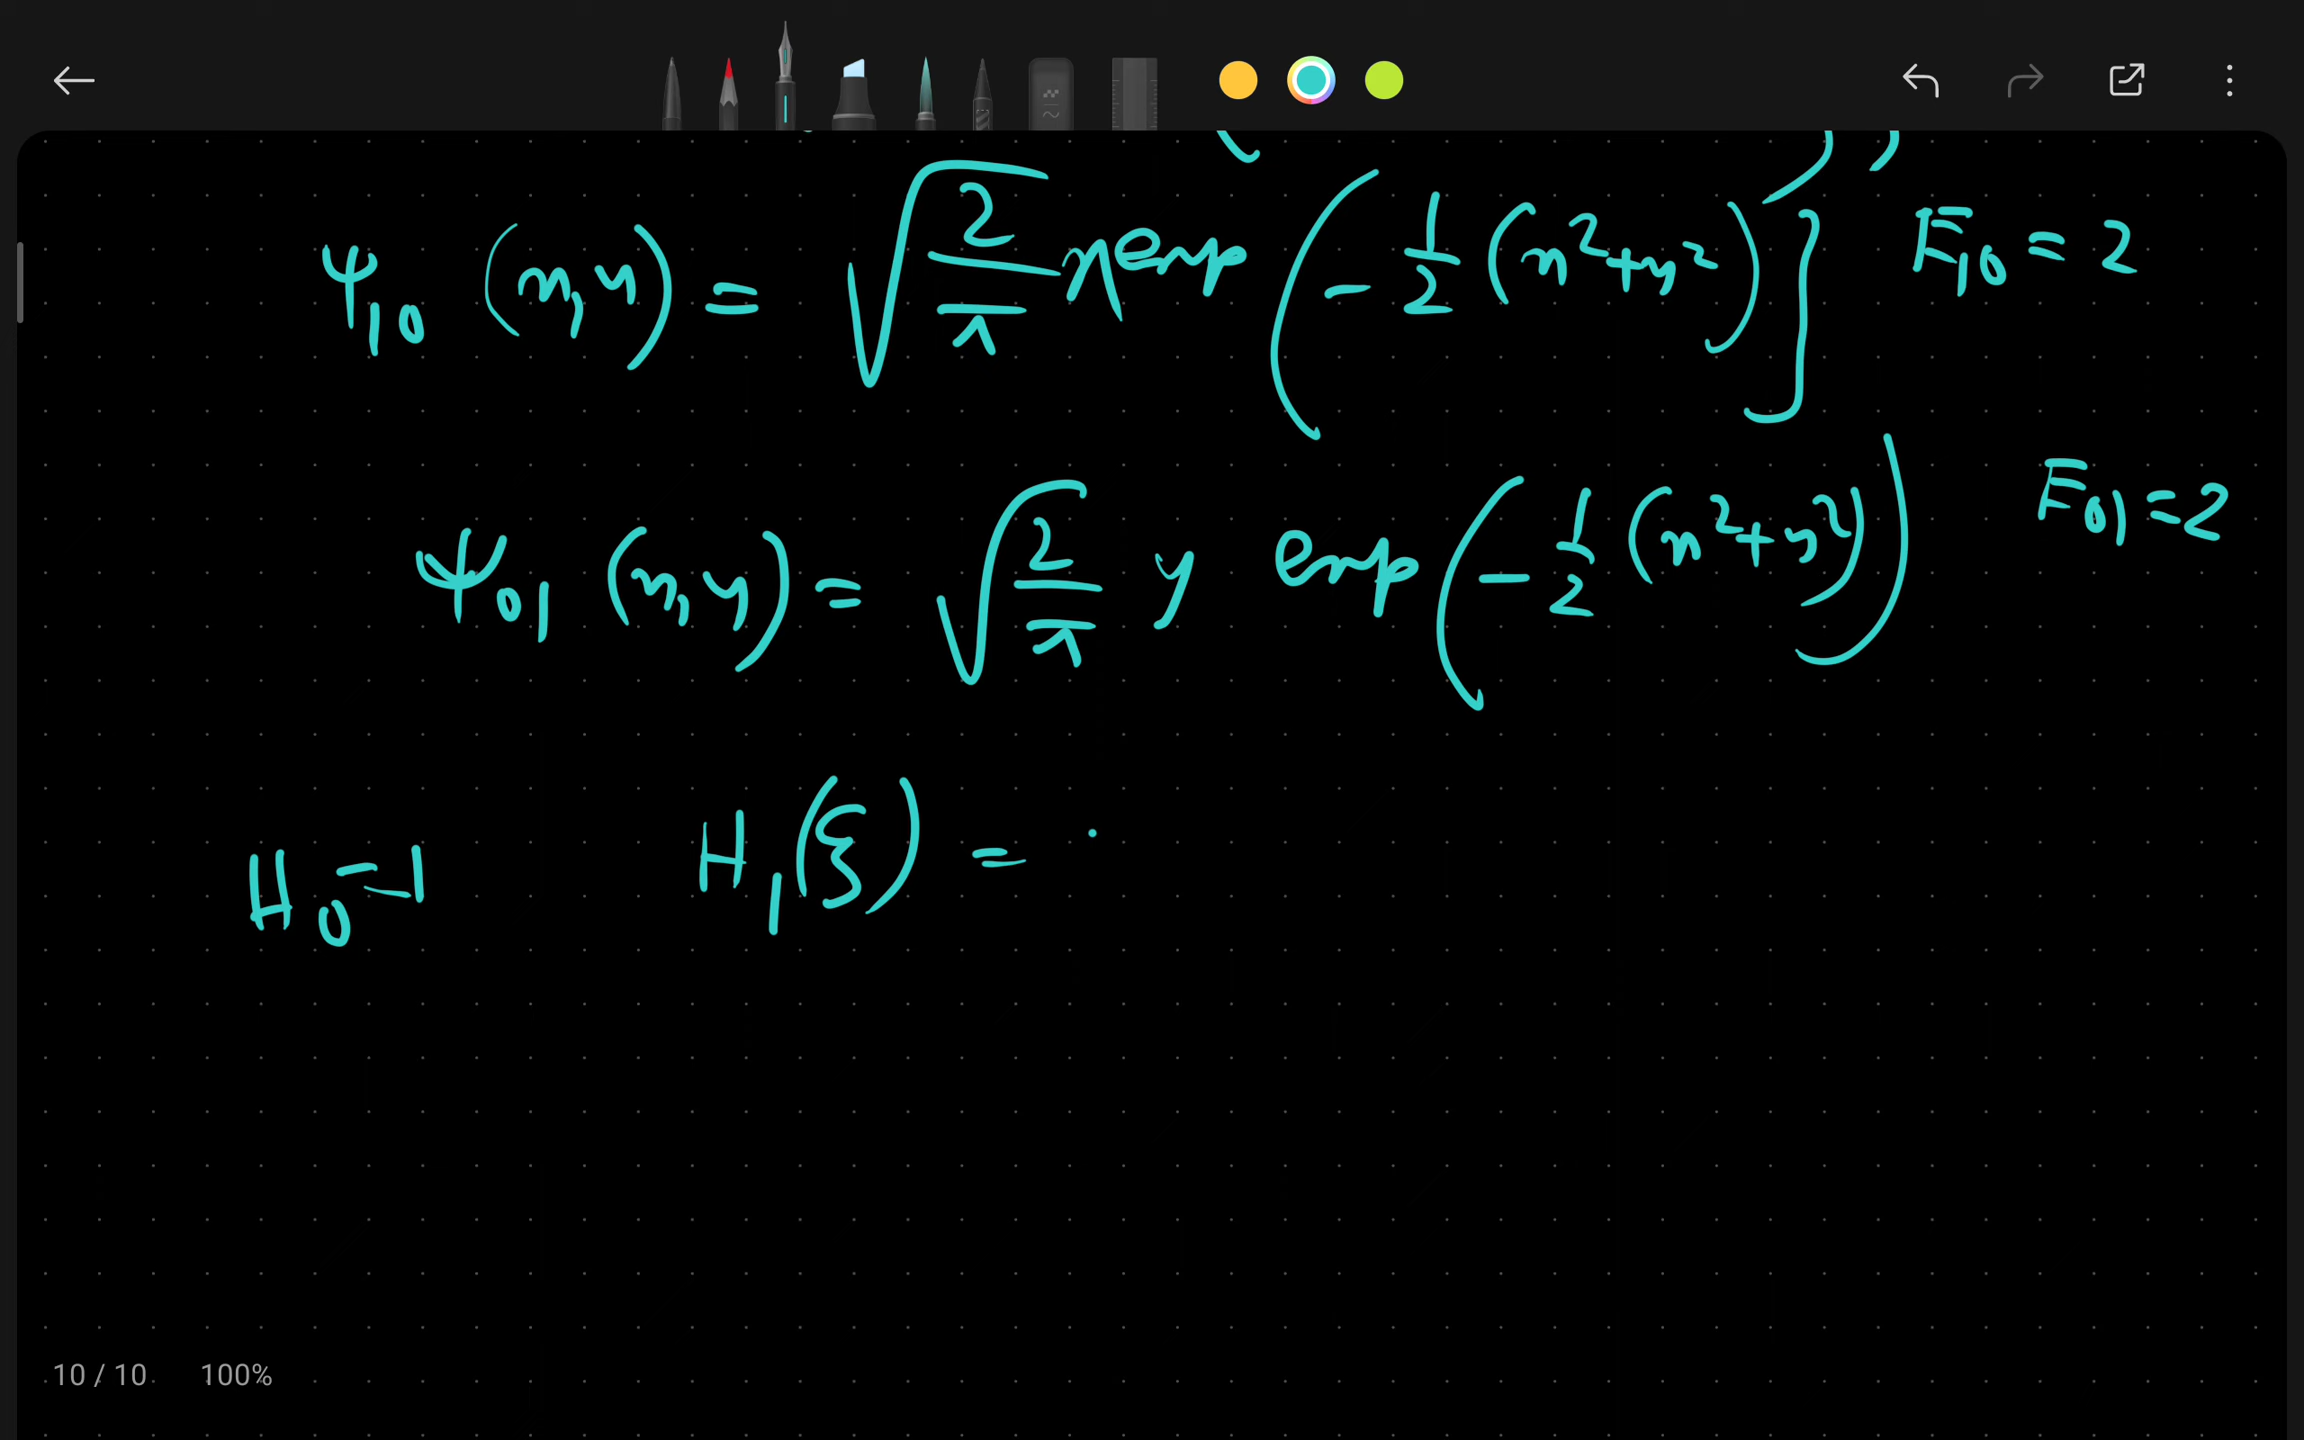 ψ₁₀ (x, y) = √(2/π) x exp(-1/2 (x² + y²)] E₁₀ = 2
ψ₀₁ (x, y) = √(2/π) y exp(-1/2 (x² + y²)) E₀₁ = 2
H₀ = 1 H₁(ξ) =
10 / 10 100%